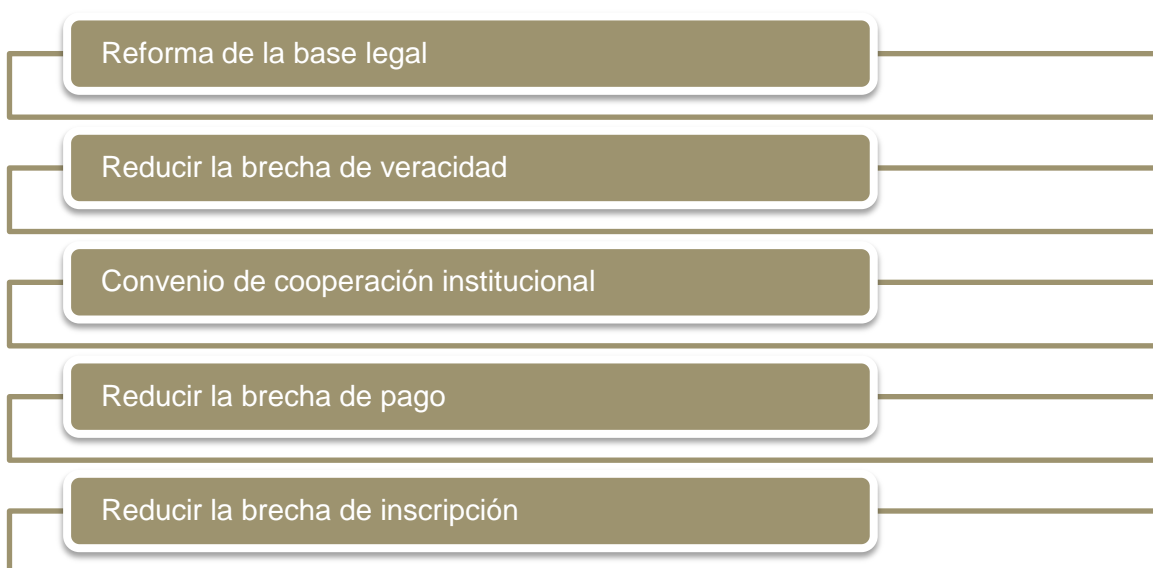 Reforma de la base legal
Reducir la brecha de veracidad
Convenio de cooperación institucional
Reducir la brecha de pago
Reducir la brecha de inscripción